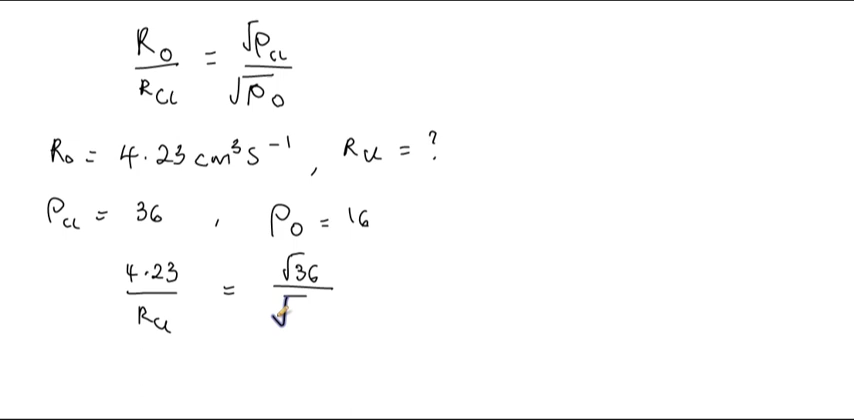 R₀/R_Cl = √ρ_Cl/√ρ₀
R₀ = 4.23 cm³s⁻¹, R_Cl = ?
ρ_Cl = 36, ρ₀ = 16
4.23/R_Cl = √36/√